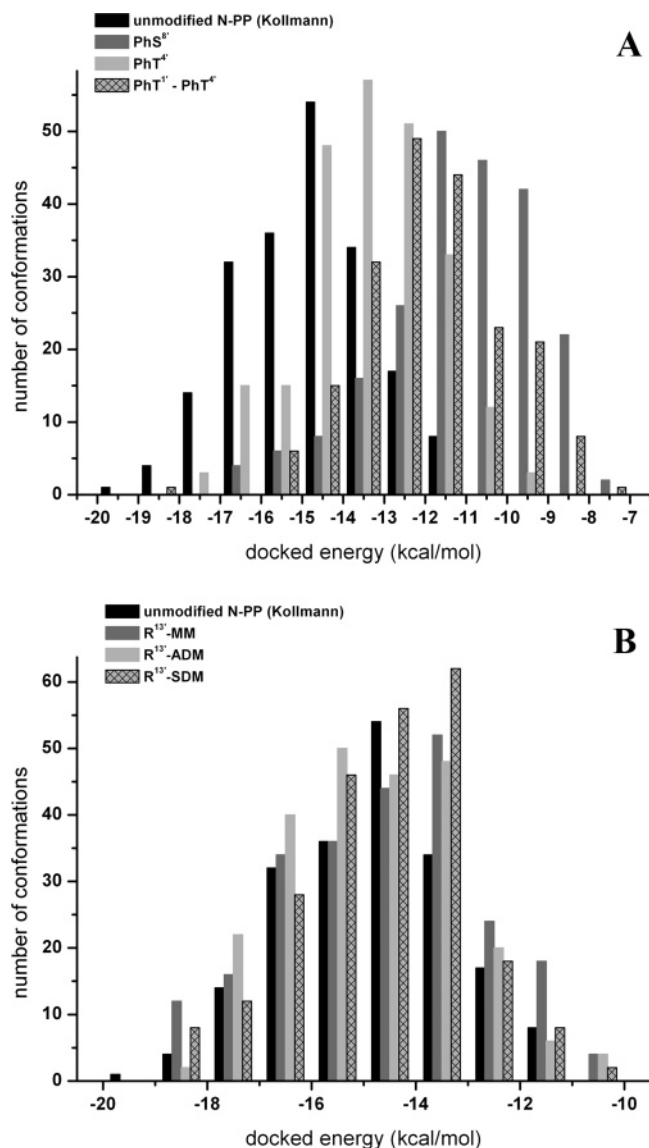 unmodified N-PP (Kollmann)
PhS⁸'
PhT⁴'
PhT¹' - PhT⁴'
A
50
40
30
20
10
0
number of conformations
-20 -19 -18 -17 -16 -15 -14 -13 -12 -11 -10 -9 -8 -7
docked energy (kcal/mol)
unmodified N-PP (Kollmann)
R¹³'-MM
R¹³'-ADM
R¹³'-SDM
B
60
50
40
30
20
10
0
number of conformations
-20 -18 -16 -14 -12 -10
docked energy (kcal/mol)